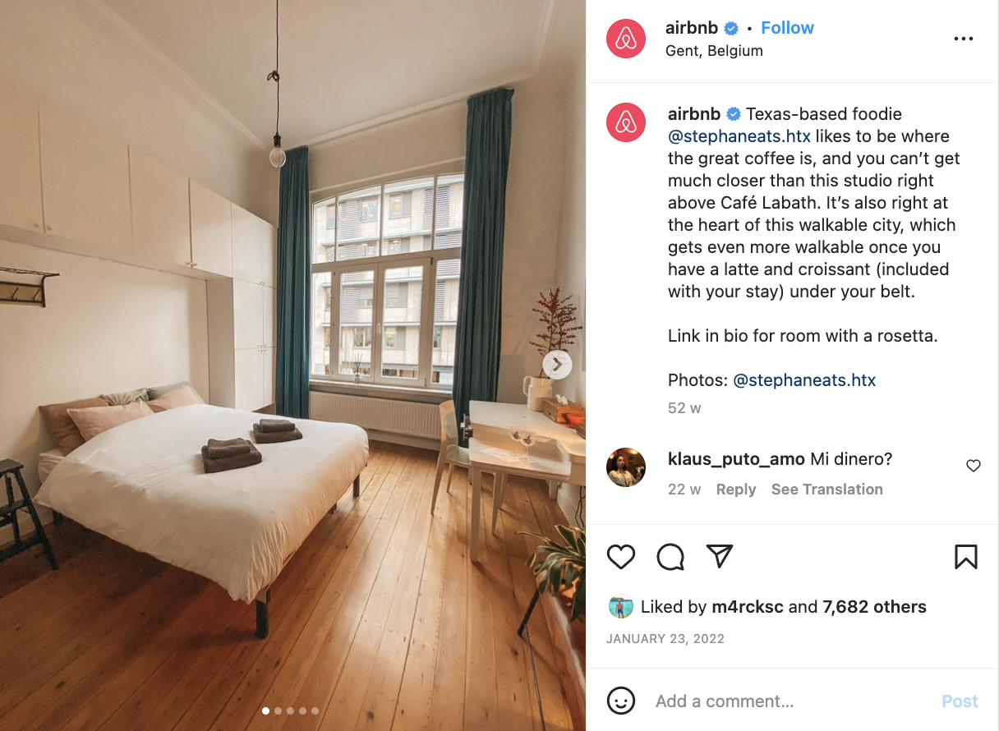 airbnb • Follow
Gent, Belgium
airbnb Texas-based foodie
@stephaneats.htx likes to be where
the great coffee is, and you can’t get
much closer than this studio right
above Café Labath. It’s also right at
the heart of this walkable city, which
gets even more walkable once you
have a latte and croissant (included
with your stay) under your belt.
Link in bio for room with a rosetta.
Photos: @stephaneats.htx
52 w
klaus_puto_amo Mi dinero?
22 w Reply See Translation
Liked by m4rcksc and 7,682 others
JANUARY 23, 2022
Add a comment...
Post